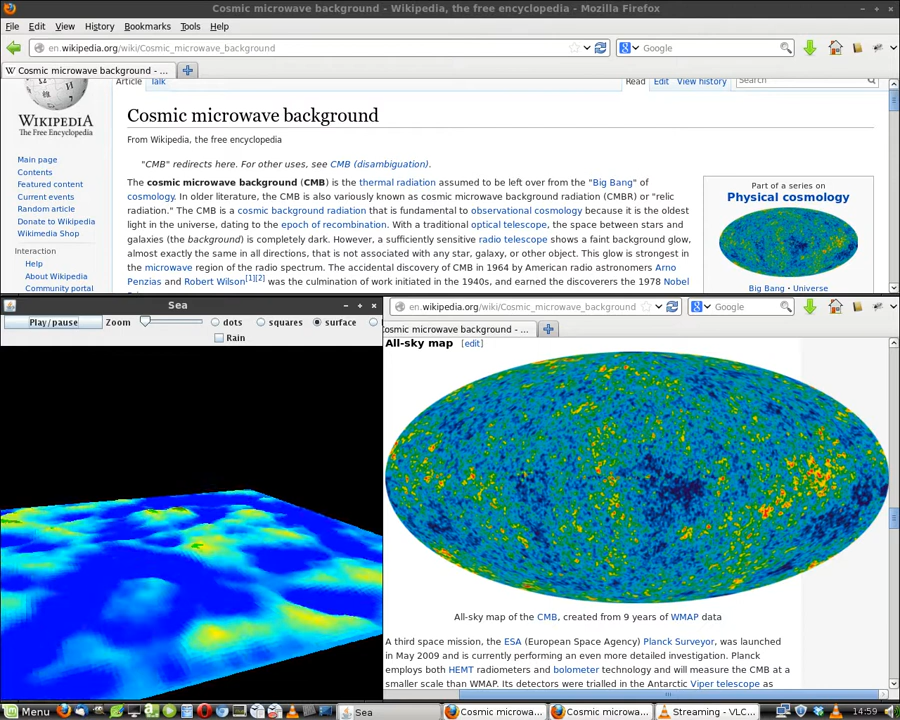 Cosmic microwave background - Wikipedia, the free encyclopedia - Mozilla Firefox
File Edit View History Bookmarks Tools Help
en.wikipedia.org/wiki/Cosmic_microwave_background
Google
W Cosmic microwave background - ...
Article Talk Read Edit View history Search
WIKIPEDIA
The Free Encyclopedia
Main page
Contents
Featured content
Current events
Random article
Donate to Wikipedia
Wikimedia Shop
Interaction
Help
About Wikipedia
Community portal
Cosmic microwave background
From Wikipedia, the free encyclopedia
"CMB" redirects here. For other uses, see CMB (disambiguation).
The cosmic microwave background (CMB) is the thermal radiation assumed to be left over from the "Big Bang" of
cosmology. In older literature, the CMB is also variously known as cosmic microwave background (CMBR) or "relic
radiation." The CMB is a cosmic background radiation that is fundamental to observational cosmology because it is the oldest
light in the universe, dating to the epoch of recombination. With a traditional optical telescope, the space between stars and
galaxies (the background) is completely dark. However, a sufficiently sensitive radio telescope shows a faint background glow,
almost exactly the same in all directions, that is not associated with any star, galaxy, or other object. This glow is strongest in
the microwave region of the radio spectrum. The accidental discovery of CMB in 1964 by American radio astronomers Arno
Penzias and Robert Wilson[1][2] was the culmination of work initiated in the 1940s, and earned the discoverers the 1978 Nobel
Part of a series on
Physical cosmology
Big Bang • Universe
Sea
Play/pause Zoom dots squares surface
Rain
en.wikipedia.org/wiki/Cosmic_microwave_background
Google
osmic microwave background - ...
All-sky map [edit]
All-sky map of the CMB, created from 9 years of WMAP data
A third space mission, the ESA (European Space Agency) Planck Surveyor, was launched
in May 2009 and is currently performing an even more detailed investigation. Planck
employs both HEMT radiometers and bolometer technology and will measure the CMB at a
smaller scale than WMAP. Its detectors were trialled in the Antarctic Viper telescope as
Menu Sea Cosmic microwa... Cosmic microwa... Streaming - VLC... 14:59